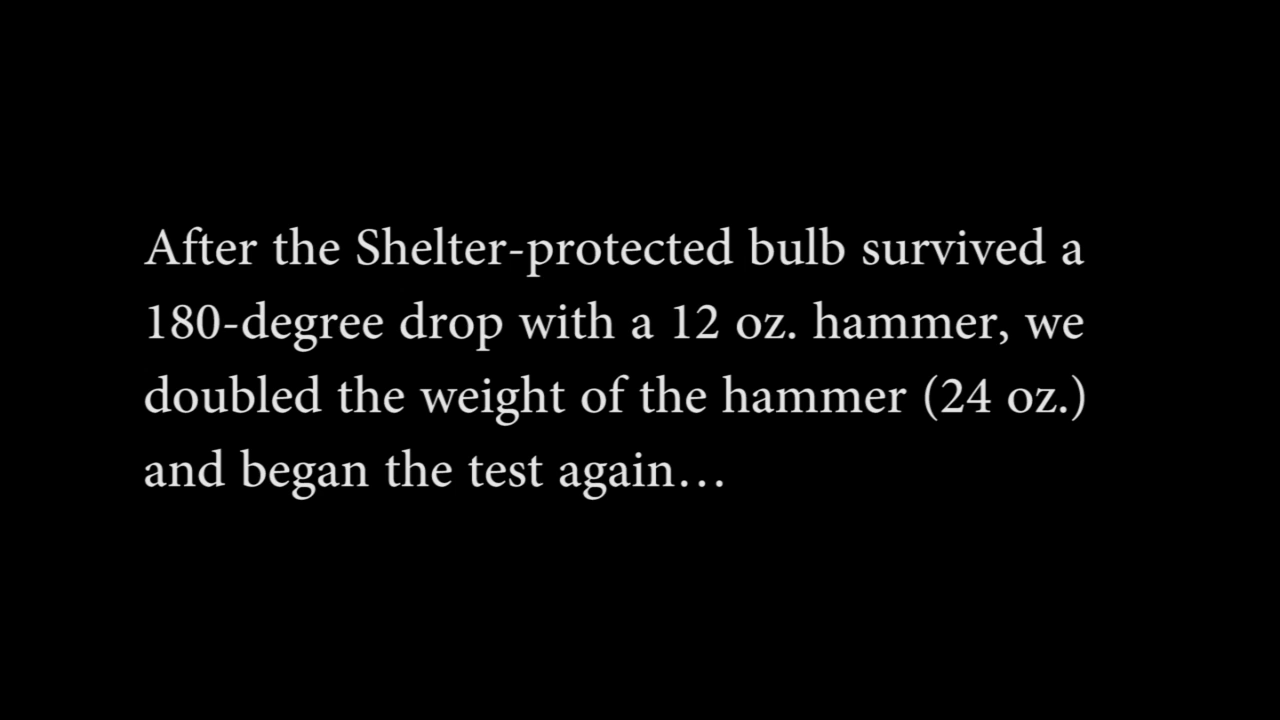 After the Shelter-protected bulb survived a
180-degree drop with a 12 oz. hammer, we
doubled the weight of the hammer (24 oz.)
and began the test again…